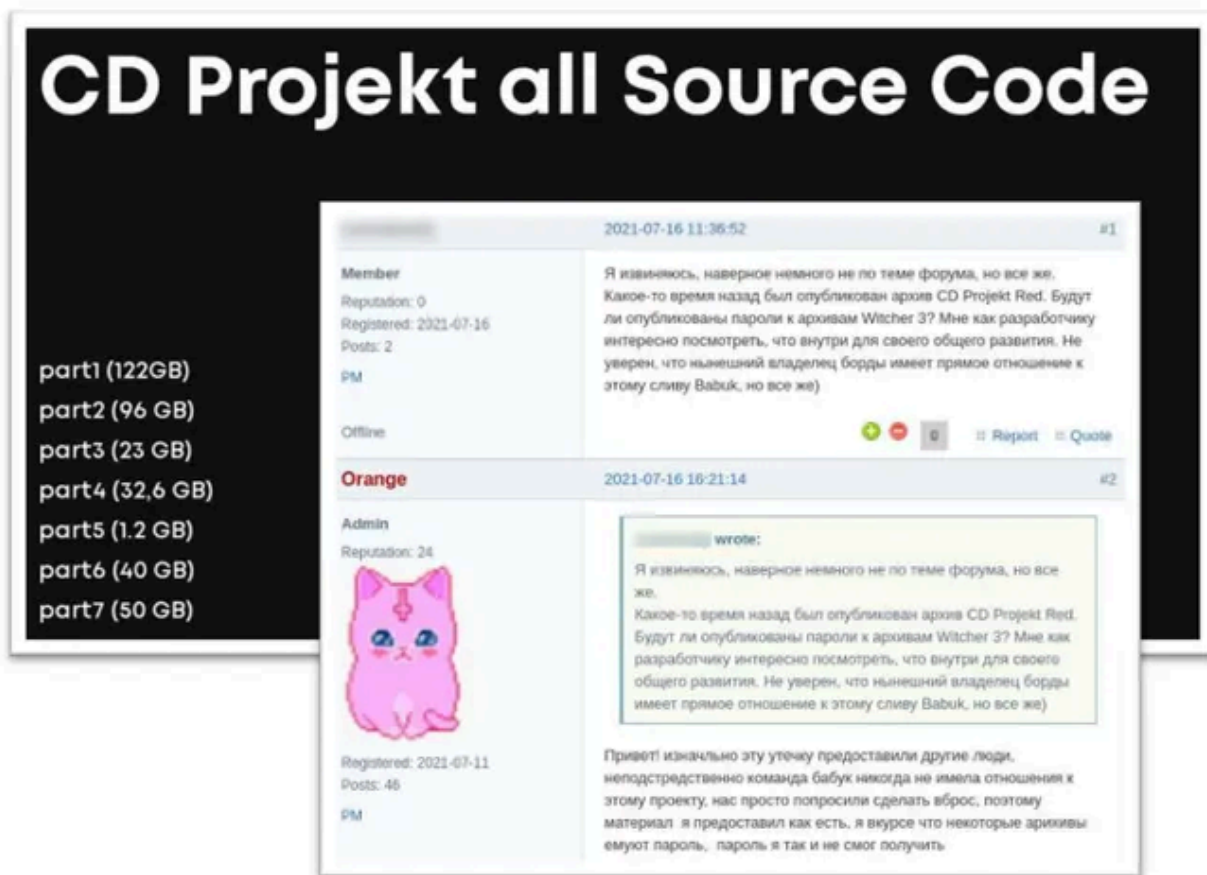 CD Projekt all Source Code
part1 (122GB)
part2 (96 GB)
part3 (23 GB)
part4 (32,6 GB)
part5 (1.2 GB)
part6 (40 GB)
part7 (50 GB)
2021-07-16 11:36:52
#1
Member
Reputation: 0
Registered: 2021-07-16
Posts: 2
PM
Offline
Я извиняюсь, наверное немного не по теме форума, но все же.
Какое-то время назад был опубликован архив CD Projekt Red. Будут
ли опубликованы пароли к архивам Witcher 3? Мне как разработчику
интересно посмотреть, что внутри для своего общего развития. Не
уверен, что нынешний владелец борды имеет прямое отношение к
этому сливу Babuk, но все же)
0
Report
Quote
Orange
2021-07-16 16:21:14
#2
Admin
Reputation: 24
Registered: 2021-07-11
Posts: 46
PM
wrote:
Я извиняюсь, наверное немного не по теме форума, но все
же.
Какое-то время назад был опубликован архив CD Projekt Red.
Будут ли опубликованы пароли к архивам Witcher 3? Мне как
разработчику интересно посмотреть, что внутри для своего
общего развития. Не уверен, что нынешний владелец борды
имеет прямое отношение к этому сливу Babuk, но все же)
Привет! изначльно эту утечку предоставили другие люди,
неподстредственно команда бабук никогда не имела отношения к
этому проекту, нас просто попросили сделать вброс, поэтому
материал я предоставил как есть, я вкурсе что некоторые арихивы
емуют пароль, пароль я так и не смог получить